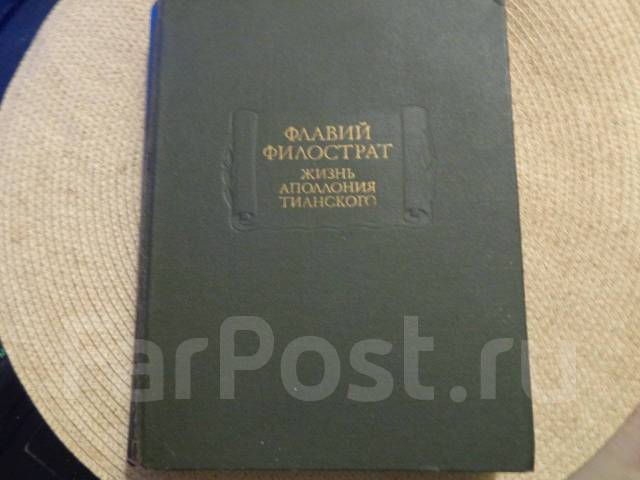 ФЛАВИЙ
ФИЛОСТРАТ
ЖИЗНЬ
АПОЛЛОНИЯ
ТИАНСКОГО
FarPost.ru